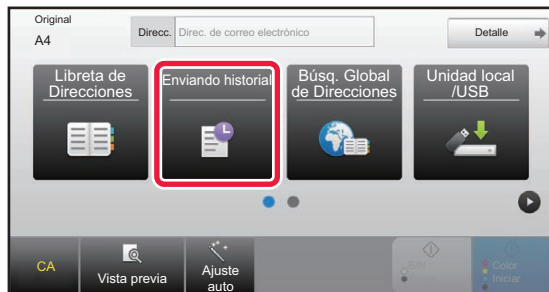 Original
A4
Direcc.
Direc. de correo electrónico
Detalle
Libreta de
Direcciones
Enviando historial
Búsq. Global
de Direcciones
Unidad local
/USB
CA
Vista previa
Ajuste
auto
B/N
Iniciar
Color
Iniciar